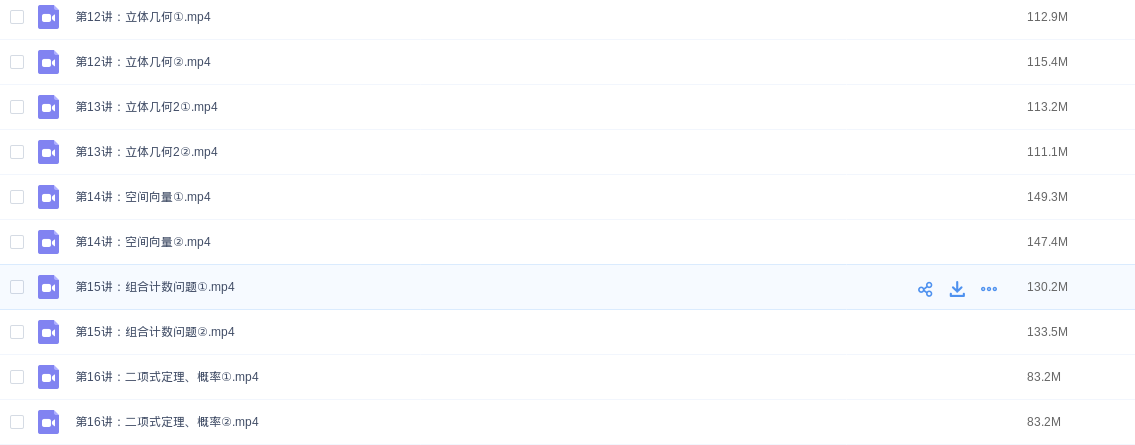 第12讲：立体几何①.mp4 112.9M
第12讲：立体几何②.mp4 115.4M
第13讲：立体几何2①.mp4 113.2M
第13讲：立体几何2②.mp4 111.1M
第14讲：空间向量①.mp4 149.3M
第14讲：空间向量②.mp4 147.4M
第15讲：组合计数问题①.mp4 130.2M
第15讲：组合计数问题②.mp4 133.5M
第16讲：二项式定理、概率①.mp4 83.2M
第16讲：二项式定理、概率②.mp4 83.2M